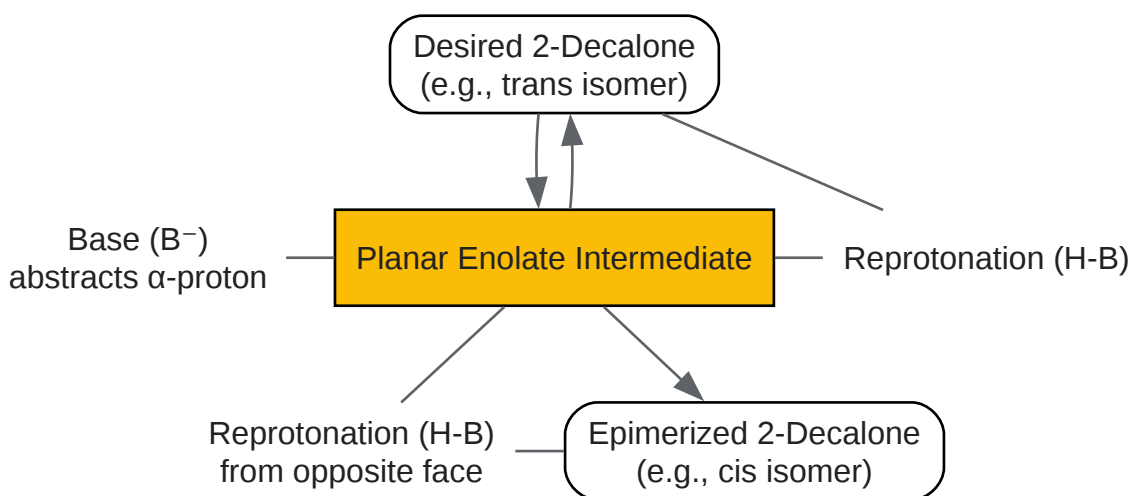 Desired 2-Decalone
(e.g., trans isomer)
Base (B⁻)
abstracts α-proton
Planar Enolate Intermediate
Reprotonation (H-B)
Reprotonation (H-B)
from opposite face
Epimerized 2-Decalone
(e.g., cis isomer)